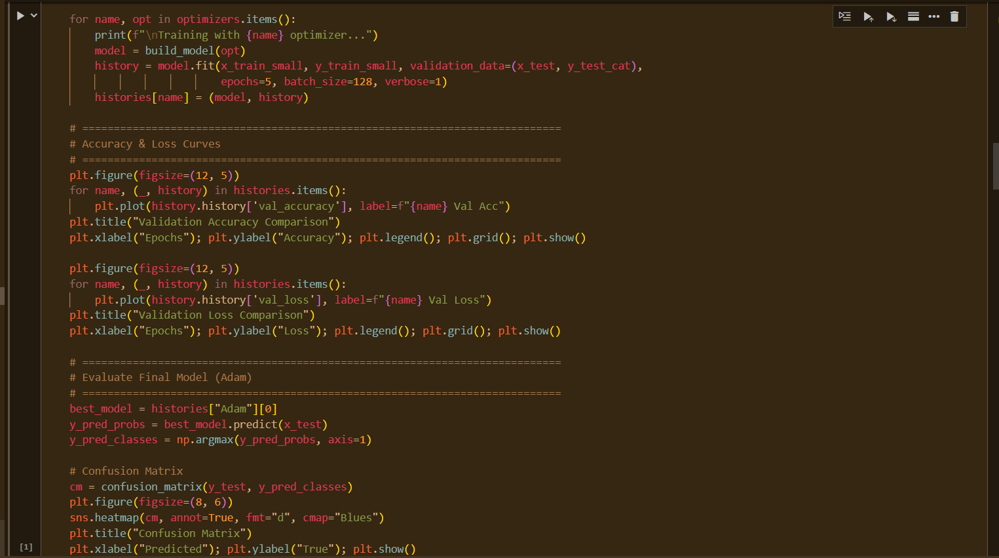 for name, opt in optimizers.items():
    print(f"\nTraining with {name} optimizer...")
    model = build_model(opt)
    history = model.fit(x_train_small, y_train_small, validation_data=(x_test, y_test_cat),
                        epochs=5, batch_size=128, verbose=1)
    histories[name] = (model, history)
# ============================================================================
# Accuracy & Loss Curves
# ============================================================================
plt.figure(figsize=(12, 5))
for name, (_, history) in histories.items():
    plt.plot(history.history['val_accuracy'], label=f"{name} Val Acc")
plt.title("Validation Accuracy Comparison")
plt.xlabel("Epochs"); plt.ylabel("Accuracy"); plt.legend(); plt.grid(); plt.show()
plt.figure(figsize=(12, 5))
for name, (_, history) in histories.items():
    plt.plot(history.history['val_loss'], label=f"{name} Val Loss")
plt.title("Validation Loss Comparison")
plt.xlabel("Epochs"); plt.ylabel("Loss"); plt.legend(); plt.grid(); plt.show()
# ============================================================================
# Evaluate Final Model (Adam)
# ============================================================================
best_model = histories["Adam"][0]
y_pred_probs = best_model.predict(x_test)
y_pred_classes = np.argmax(y_pred_probs, axis=1)
# Confusion Matrix
cm = confusion_matrix(y_test, y_pred_classes)
plt.figure(figsize=(8, 6))
sns.heatmap(cm, annot=True, fmt="d", cmap="Blues")
plt.title("Confusion Matrix")
plt.xlabel("Predicted"); plt.ylabel("True"); plt.show()
[1]